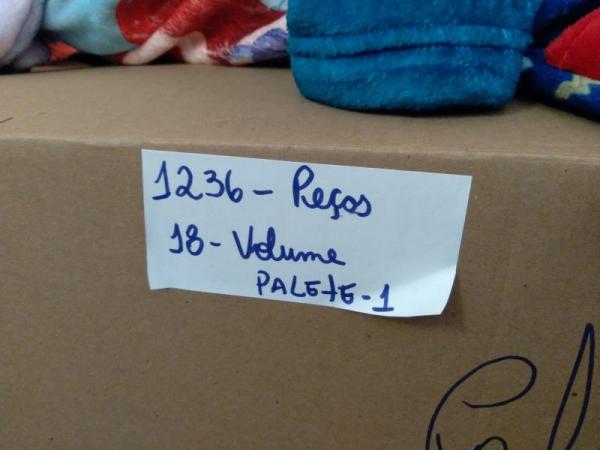 1236 - Peças
18 - Volume
PALEtE - 1